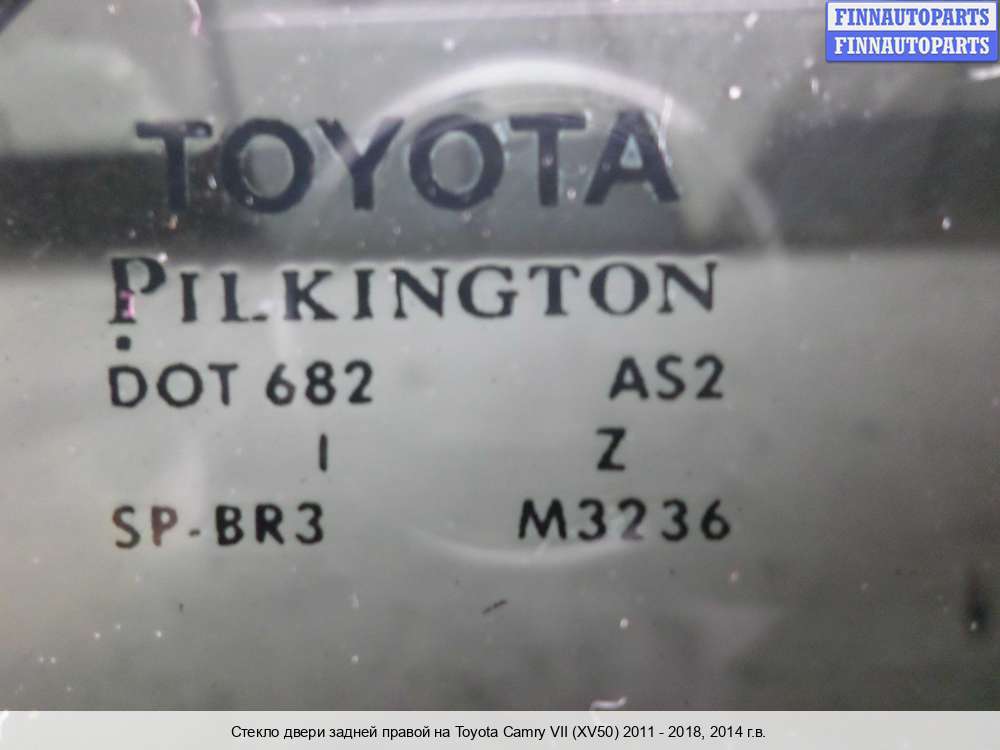 FINNAUTOPARTS
FINNAUTOPARTS
TOYOTA
PILKINGTON
DOT 682 AS2
I Z
SP-BR3 M3236
Стекло двери задней правой на Toyota Camry VII (XV50) 2011 - 2018, 2014 г.в.